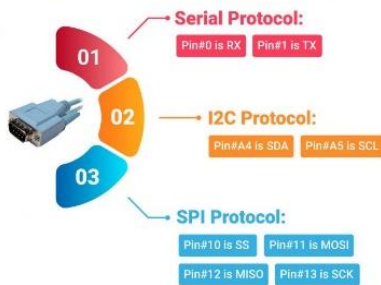 01
Serial Protocol:
Pin#0 is RX Pin#1 is TX
02
I2C Protocol:
Pin#A4 is SDA Pin#A5 is SCL
03
SPI Protocol:
Pin#10 is SS Pin#11 is MOSI
Pin#12 is MISO Pin#13 is SCK